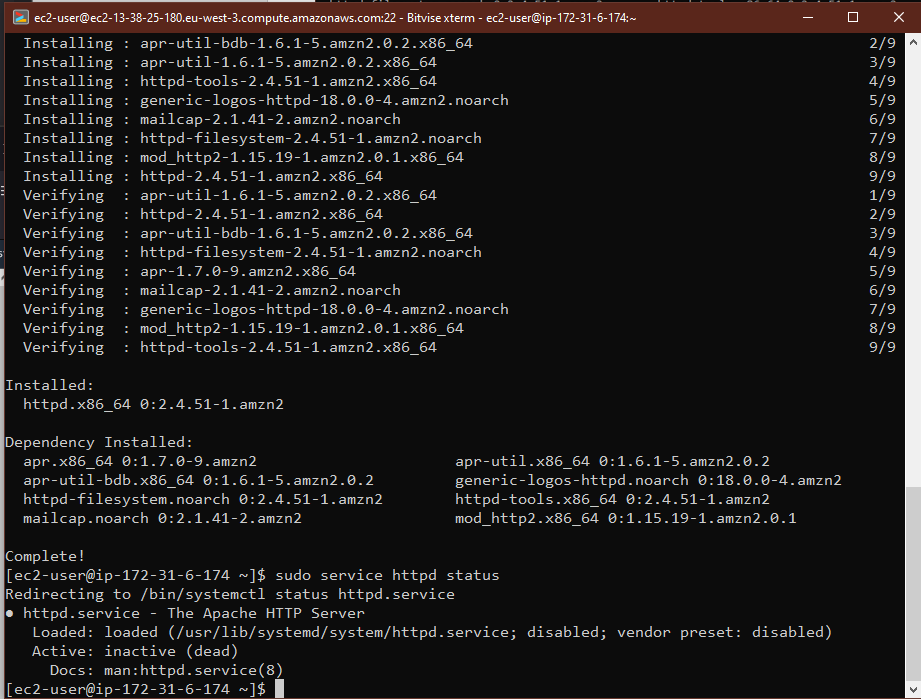 ec2-user@ec2-13-38-25-180.eu-west-3.compute.amazonaws.com:22 - Bitvise xterm - ec2-user@ip-172-31-6-174:~
Installing : apr-util-bdb-1.6.1-5.amzn2.0.2.x86_64 2/9
Installing : apr-util-1.6.1-5.amzn2.0.2.x86_64 3/9
Installing : httpd-tools-2.4.51-1.amzn2.x86_64 4/9
Installing : generic-logos-httpd-18.0.0-4.amzn2.noarch 5/9
Installing : mailcap-2.1.41-2.amzn2.noarch 6/9
Installing : httpd-filesystem-2.4.51-1.amzn2.noarch 7/9
Installing : mod_http2-1.15.19-1.amzn2.0.1.x86_64 8/9
Installing : httpd-2.4.51-1.amzn2.x86_64 9/9
Verifying : apr-util-1.6.1-5.amzn2.0.2.x86_64 1/9
Verifying : httpd-2.4.51-1.amzn2.x86_64 2/9
Verifying : apr-util-bdb-1.6.1-5.amzn2.0.2.x86_64 3/9
Verifying : httpd-filesystem-2.4.51-1.amzn2.noarch 4/9
Verifying : apr-1.7.0-9.amzn2.x86_64 5/9
Verifying : mailcap-2.1.41-2.amzn2.noarch 6/9
Verifying : generic-logos-httpd-18.0.0-4.amzn2.noarch 7/9
Verifying : mod_http2-1.15.19-1.amzn2.0.1.x86_64 8/9
Verifying : httpd-tools-2.4.51-1.amzn2.x86_64 9/9
Installed:
httpd.x86_64 0:2.4.51-1.amzn2
Dependency Installed:
apr.x86_64 0:1.7.0-9.amzn2 apr-util.x86_64 0:1.6.1-5.amzn2.0.2
apr-util-bdb.x86_64 0:1.6.1-5.amzn2.0.2 generic-logos-httpd.noarch 0:18.0.0-4.amzn2
httpd-filesystem.noarch 0:2.4.51-1.amzn2 httpd-tools.x86_64 0:2.4.51-1.amzn2
mailcap.noarch 0:2.1.41-2.amzn2 mod_http2.x86_64 0:1.15.19-1.amzn2.0.1
Complete!
[ec2-user@ip-172-31-6-174 ~]$ sudo service httpd status
Redirecting to /bin/systemctl status httpd.service
● httpd.service - The Apache HTTP Server
Loaded: loaded (/usr/lib/systemd/system/httpd.service; disabled; vendor preset: disabled)
Active: inactive (dead)
Docs: man:httpd.service(8)
[ec2-user@ip-172-31-6-174 ~]$